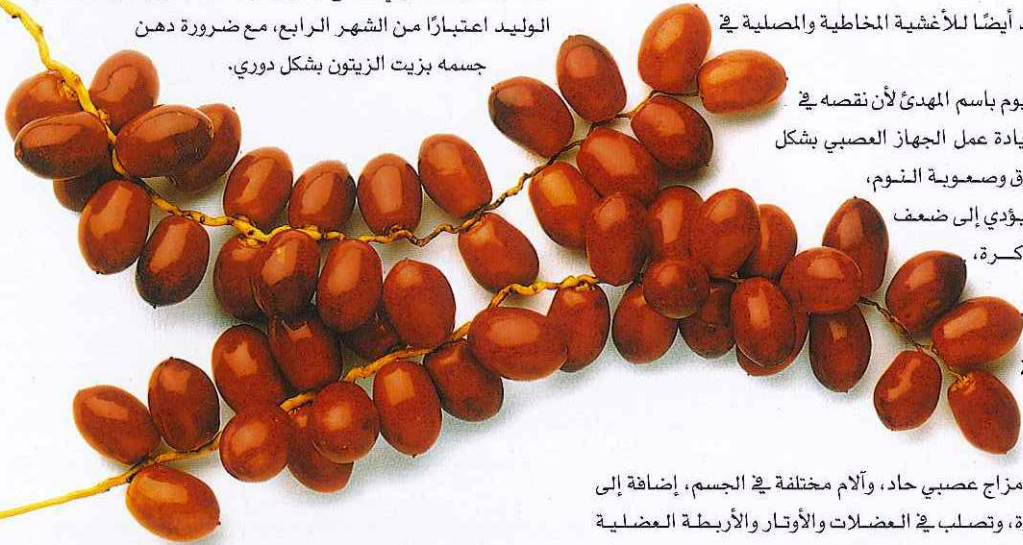 أيضًا للأغشية المخاطية والمصلية في
يوم باسم المهدئ لأن نقصه في
يادة عمل الجهاز العصبي بشكل
ق وصعوبة النوم،
يؤدي إلى ضعف
كرة،
مزاج عصبي حاد، وآلام مختلفة في الجسم، إضافة إلى
ة، وتصلب في العضلات والأوتار والأربطة العضلية
الوليد اعتبارًا من الشهر الرابع، مع ضرورة دهن
جسمه بزيت الزيتون بشكل دوري.